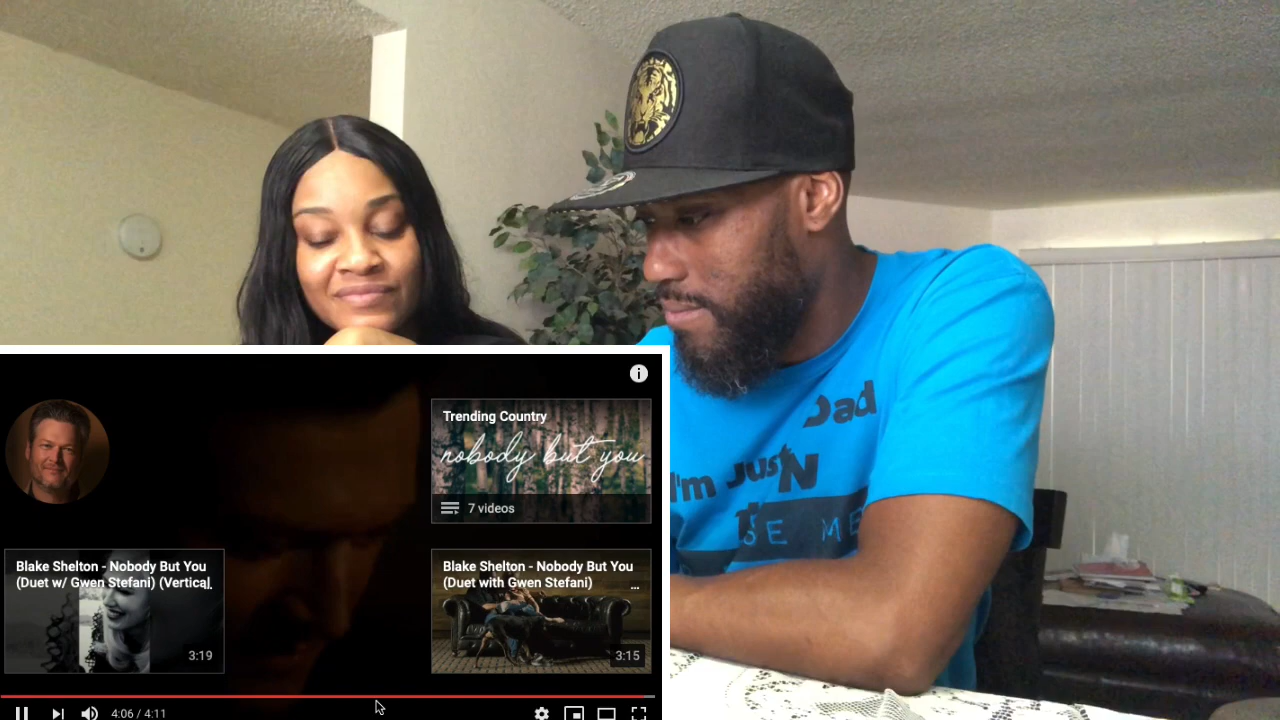 Dad
I'm Just N
ME
Trending Country
nobody but you
7 videos
Blake Shelton - Nobody But You
(Duet w/ Gwen Stefani) (Vertical..
3:19
Blake Shelton - Nobody But You
(Duet with Gwen Stefani)
...
3:15
4:06 / 4:11